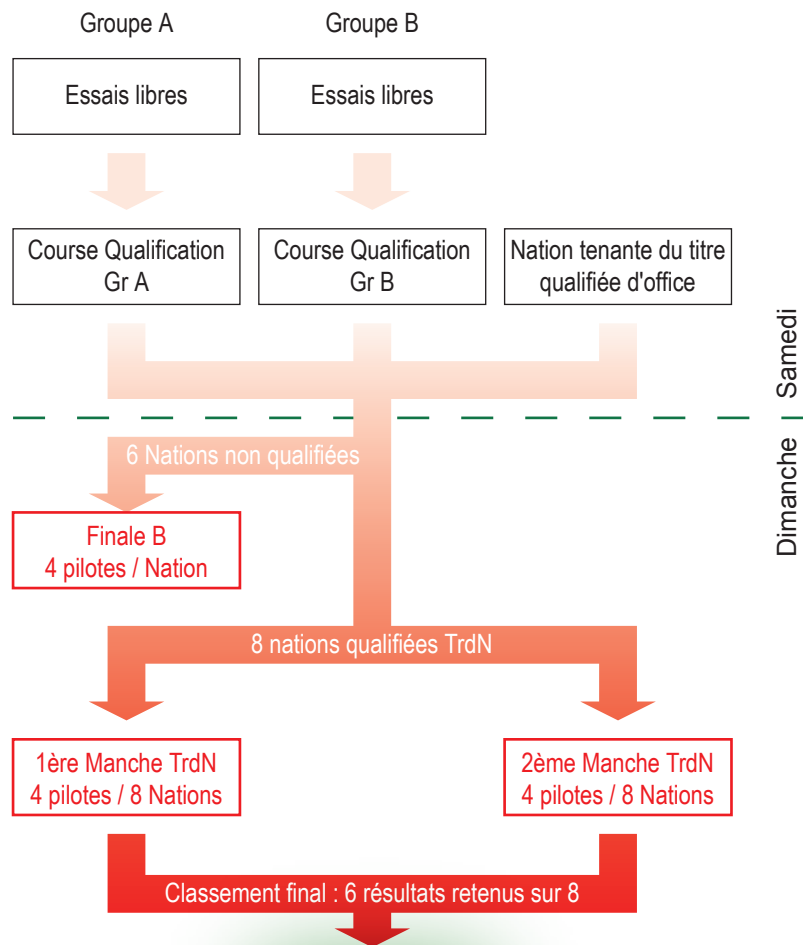 Groupe A
Groupe B
Essais libres
Essais libres
Course Qualification
Gr A
Course Qualification
Gr B
Nation tenante du titre
qualifiée d'office
Samedi
Dimanche
6 Nations non qualifiées
Finale B
4 pilotes / Nation
8 nations qualifiées TrdN
1ère Manche TrdN
4 pilotes / 8 Nations
2ème Manche TrdN
4 pilotes / 8 Nations
Classement final : 6 résultats retenus sur 8